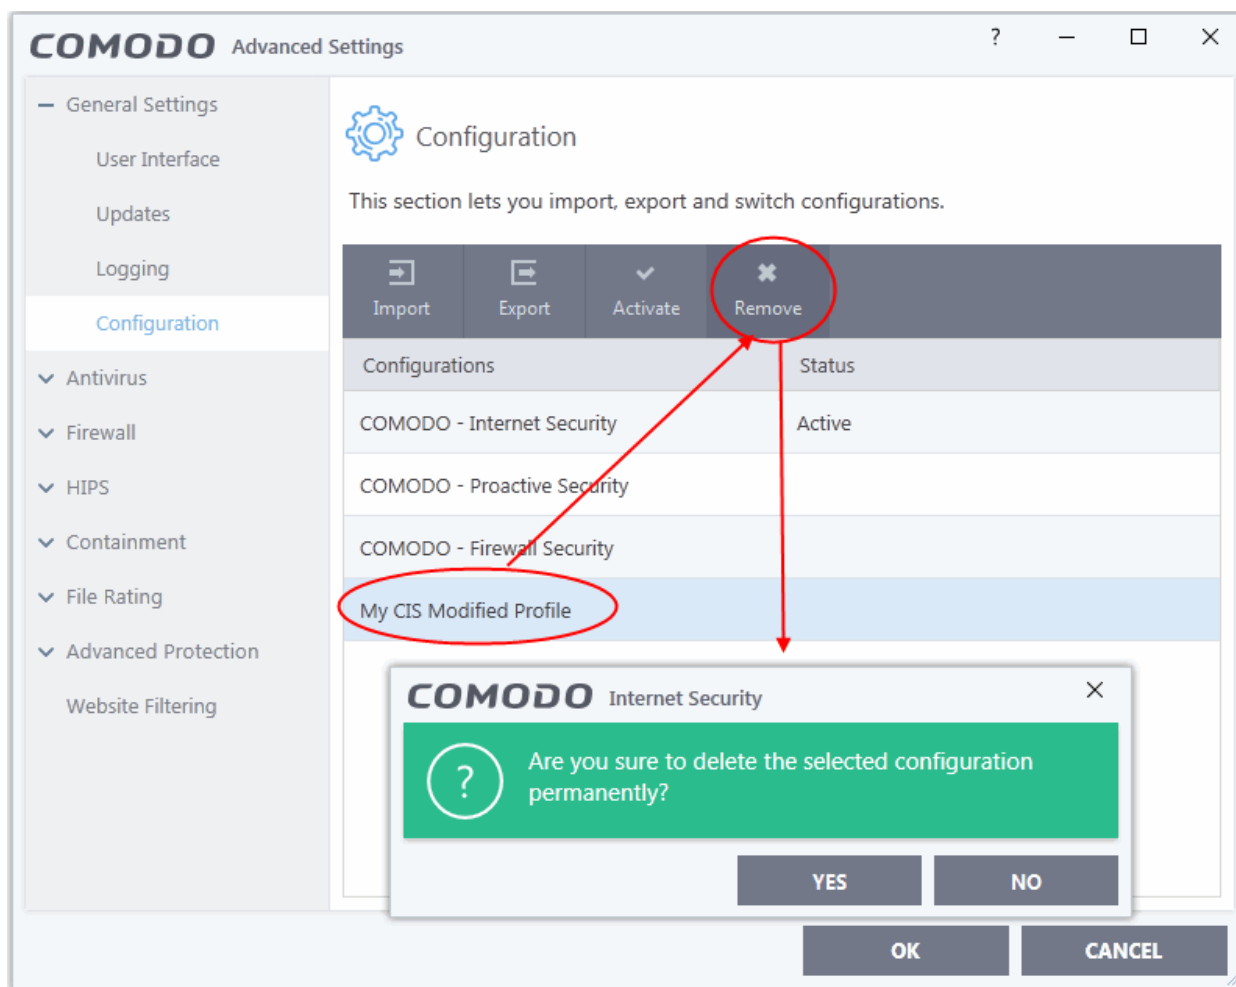 COMODO Advanced Settings ?
General Settings
User Interface
Updates
Logging
Configuration
Antivirus
Firewall
HIPS
Containment
File Rating
Advanced Protection
Website Filtering
Configuration
This section lets you import, export and switch configurations.
Import Export Activate Remove
Configurations Status
COMODO - Internet Security Active
COMODO - Proactive Security
COMODO - Firewall Security
My CIS Modified Profile
COMODO Internet Security
? Are you sure to delete the selected configuration
permanently?
YES NO
OK CANCEL